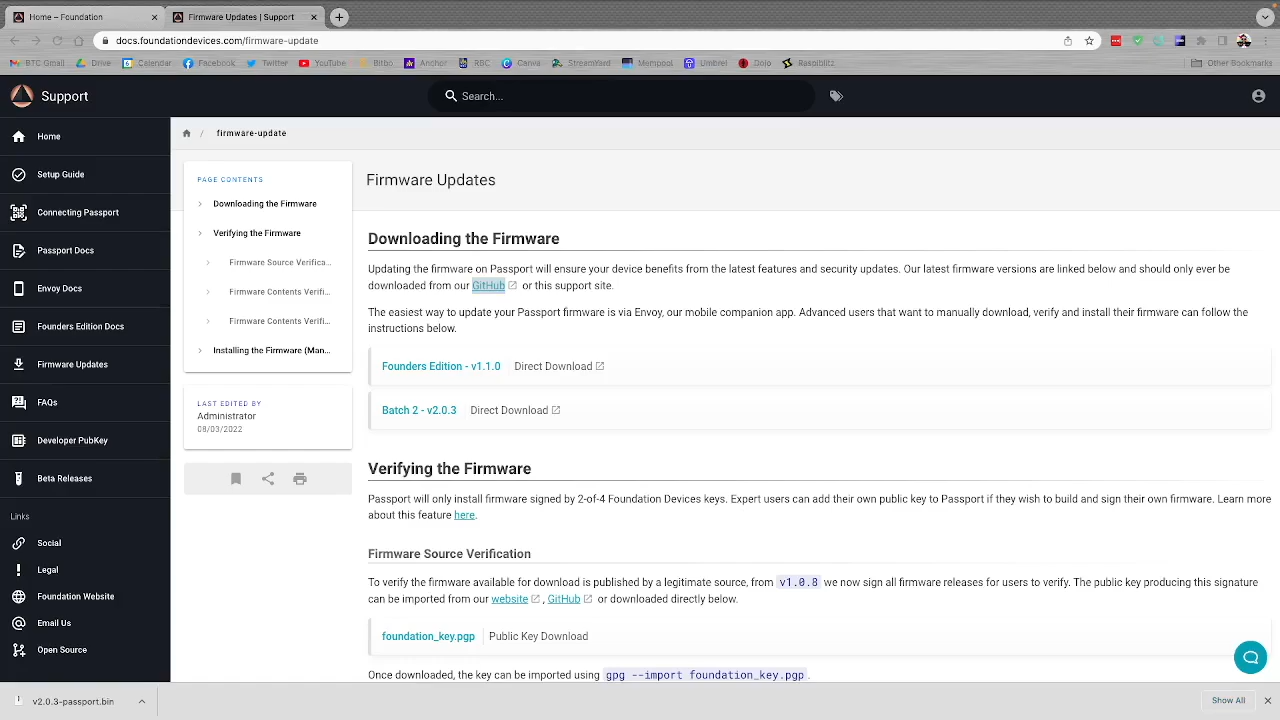 Home – Foundation
Firmware Updates | Support
docs.foundationdevices.com/firmware-update
BTC Gmail
Drive
Calendar
Facebook
Twitter
YouTube
Bitbo
Anchor
RBC
Canva
StreamYard
Mempool
Umbrel
Dojo
Raspiblitz
Other Bookmarks
Support
Search...
Home
Setup Guide
Connecting Passport
Passport Docs
Envoy Docs
Founders Edition Docs
Firmware Updates
FAQs
Developer PubKey
Beta Releases
Links
Social
Legal
Foundation Website
Email Us
Open Source
/ firmware-update
PAGE CONTENTS
Downloading the Firmware
Verifying the Firmware
Firmware Source Verifica...
Firmware Contents Verifi...
Firmware Contents Verifi...
Installing the Firmware (Man...
LAST EDITED BY
Administrator
08/03/2022
Firmware Updates
Downloading the Firmware
Updating the firmware on Passport will ensure your device benefits from the latest features and security updates. Our latest firmware versions are linked below and should only ever be
downloaded from our GitHub or this support site.
The easiest way to update your Passport firmware is via Envoy, our mobile companion app. Advanced users that want to manually download, verify and install their firmware can follow the
instructions below.
Founders Edition - v1.1.0 Direct Download
Batch 2 - v2.0.3 Direct Download
Verifying the Firmware
Passport will only install firmware signed by 2-of-4 Foundation Devices keys. Expert users can add their own public key to Passport if they wish to build and sign their own firmware. Learn more
about this feature here.
Firmware Source Verification
To verify the firmware available for download is published by a legitimate source, from v1.0.8 we now sign all firmware releases for users to verify. The public key producing this signature
can be imported from our website , GitHub or downloaded directly below.
foundation_key.pgp Public Key Download
Once downloaded, the key can be imported using gpg --import foundation_key.pgp.
v2.0.3-passport.bin
Show All